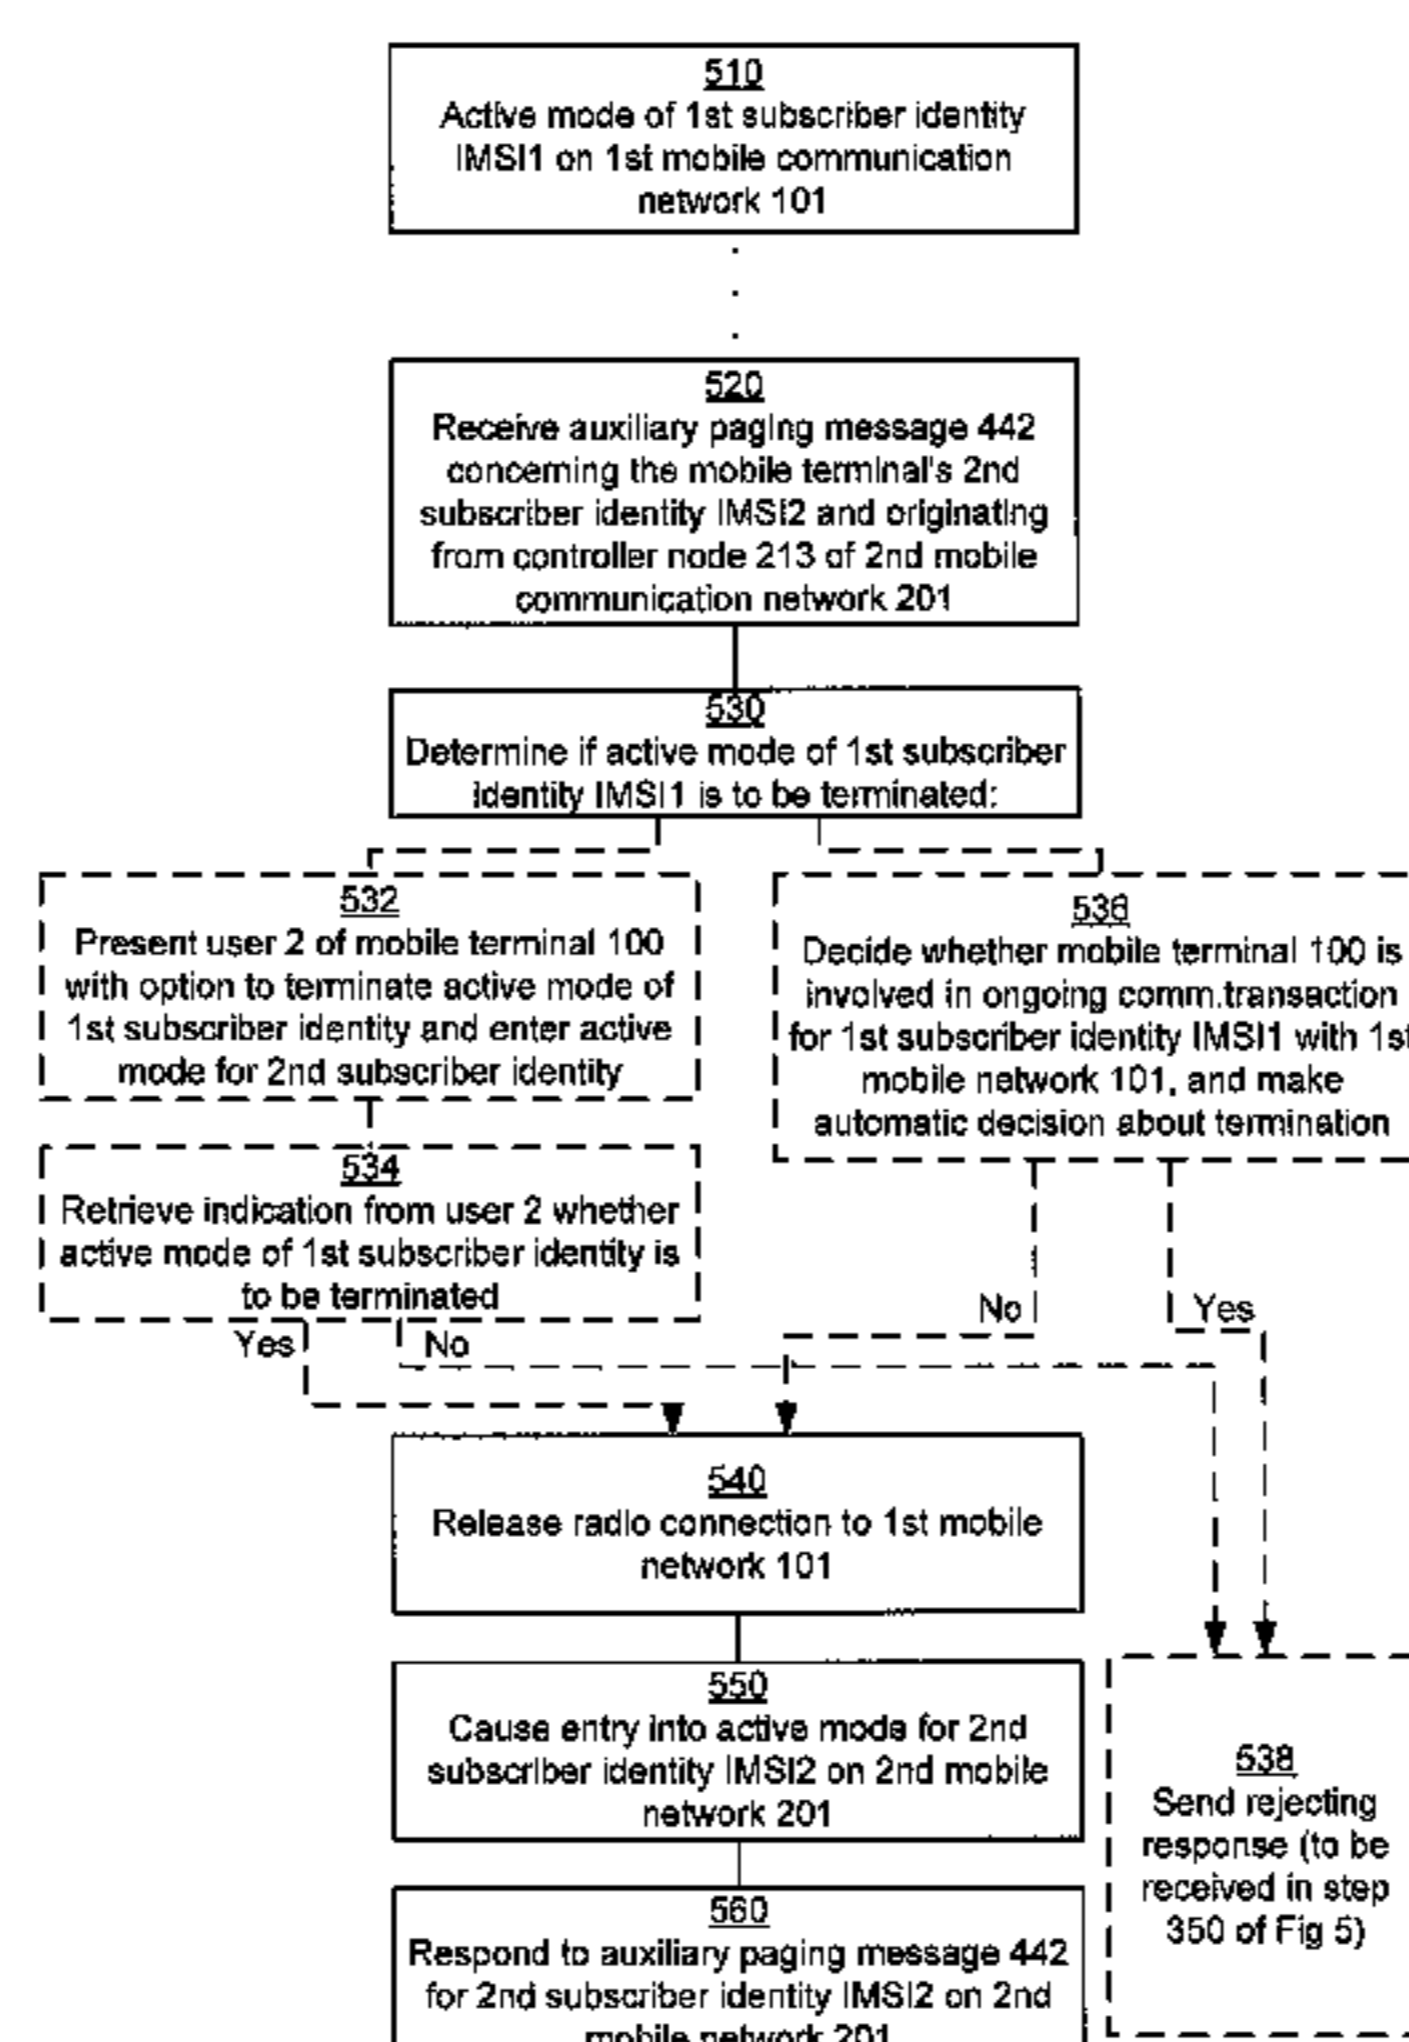 510
Active mode of 1st subscriber identity
IMSI1 on 1st mobile communication
network 101
520
Receive auxiliary paging message 442
concerning the mobile terminal's 2nd
subscriber identity IMSI2 and originating
from controller node 213 of 2nd mobile
communication network 201
530
Determine if active mode of 1st subscriber
identity IMSI1 is to be terminated:
532
Present user 2 of mobile terminal 100
with option to terminate active mode of
1st subscriber identity and enter active
mode for 2nd subscriber identity
536
Decide whether mobile terminal 100 is
involved in ongoing comm.transaction
for 1st subscriber identity IMSI1 with 1st
mobile network 101, and make
automatic decision about termination
534
Retrieve indication from user 2 whether
active mode of 1st subscriber identity is
to be terminated
Yes
No
No
Yes
540
Release radio connection to 1st mobile
network 101
550
Cause entry into active mode for 2nd
subscriber identity IMSI2 on 2nd mobile
network 201
538
Send rejecting
response (to be
received in step
350 of Fig 5)
560
Respond to auxiliary paging message 442
for 2nd subscriber identity IMSI2 on 2nd
mobile network 201